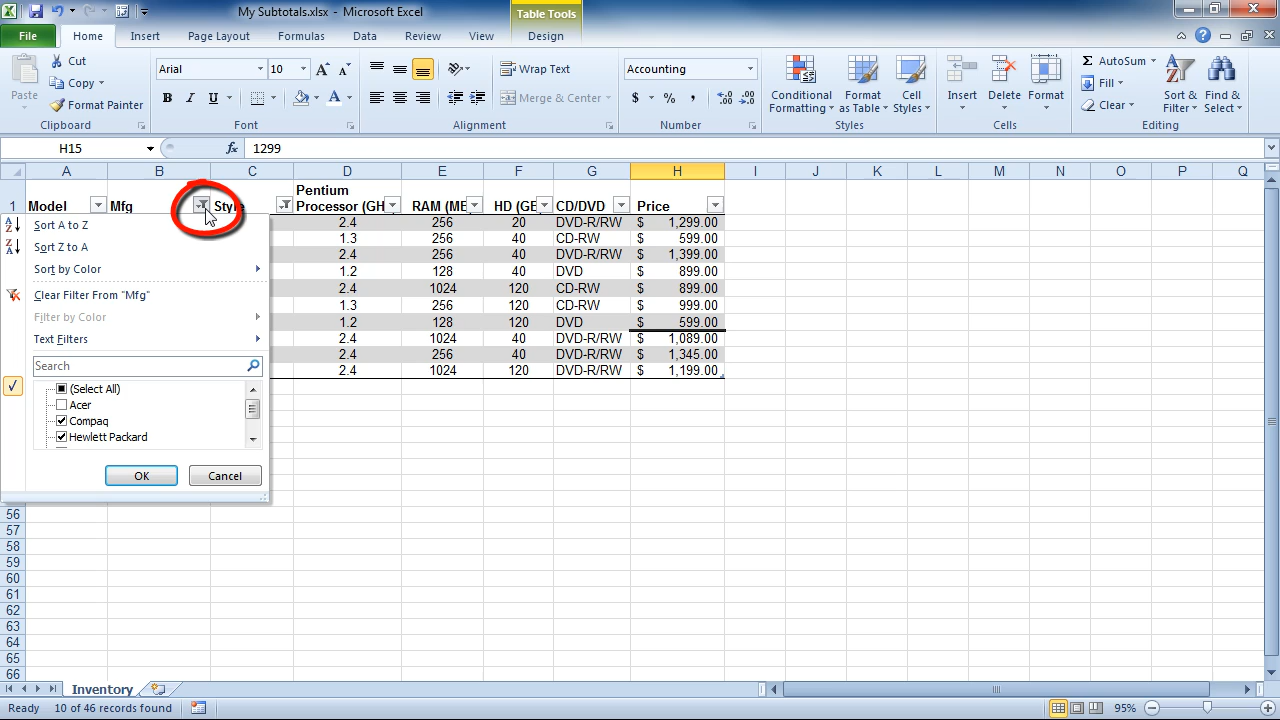 My Subtotals.xlsx - Microsoft Excel
Table Tools
File Home Insert Page Layout Formulas Data Review View Design
Paste
Cut
Copy
Format Painter
Clipboard
Arial 10
B I U
Font
Wrap Text
Merge & Center
Alignment
Accounting
$ % ,
Number
Conditional Formatting
Format as Table
Cell Styles
Styles
Insert Delete Format
Cells
AutoSum
Fill
Clear
Sort & Filter
Find & Select
Editing
H15 fx 1299
A B C D E F G H I J K L M N O P Q
Pentium
1 Model Mfg Style Processor (GH RAM (ME HD (GE CD/DVD Price
2.4 256 20 DVD-R/RW $ 1,299.00
1.3 256 40 CD-RW $ 599.00
2.4 256 40 DVD-R/RW $ 1,399.00
1.2 128 40 DVD $ 899.00
2.4 1024 120 CD-RW $ 899.00
1.3 256 120 CD-RW $ 999.00
1.2 128 120 DVD $ 599.00
2.4 1024 40 DVD-R/RW $ 1,089.00
2.4 256 40 DVD-R/RW $ 1,345.00
2.4 1024 120 DVD-R/RW $ 1,199.00
Sort A to Z
Sort Z to A
Sort by Color
Clear Filter From "Mfg"
Filter by Color
Text Filters
Search
(Select All)
Acer
Compaq
Hewlett Packard
OK Cancel
56
57
58
59
60
61
62
63
64
65
66
Inventory
Ready 10 of 46 records found 95%